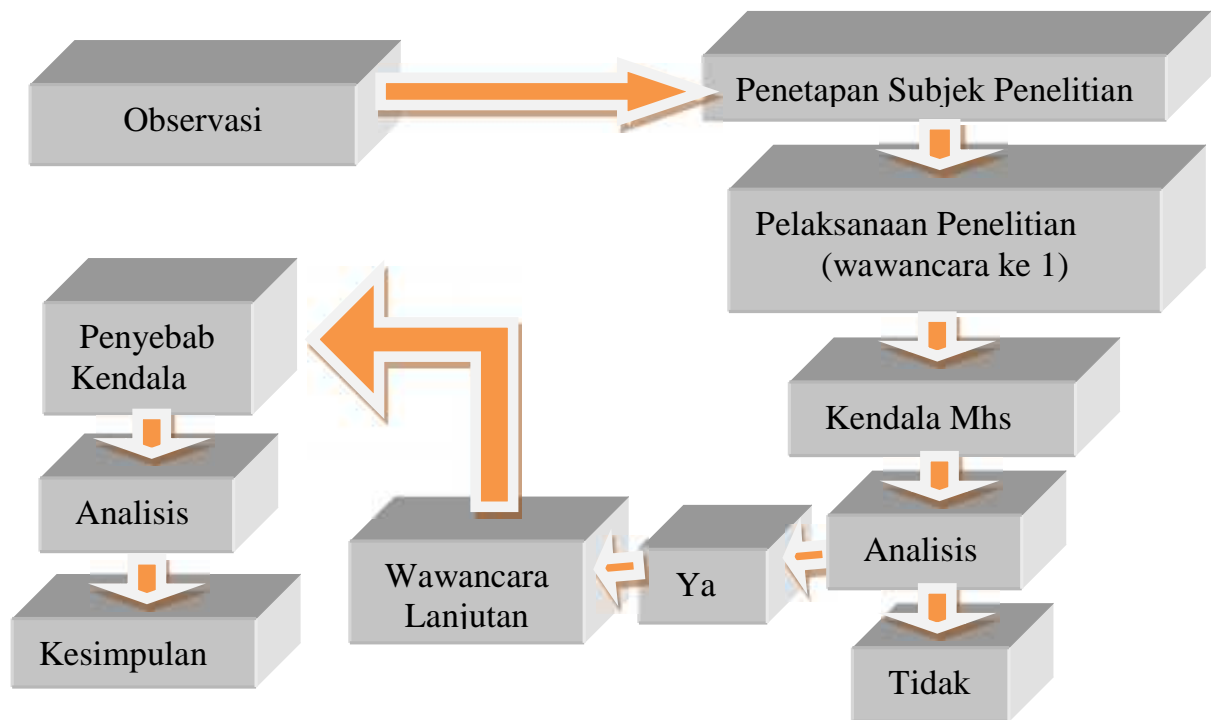 Observasi
Penetapan Subjek Penelitian
Pelaksanaan Penelitian
(wawancara ke 1)
Kendala Mhs
Analisis
Tidak
Ya
Wawancara
Lanjutan
Penyebab
Kendala
Analisis
Kesimpulan